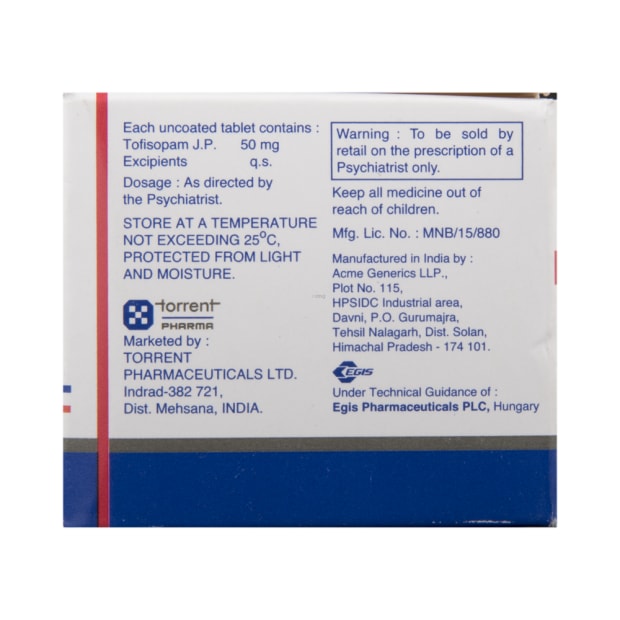 Each uncoated tablet contains :
Tofisopam J.P. 50 mg
Excipients q.s.
Dosage : As directed by
the Psychiatrist.
STORE AT A TEMPERATURE
NOT EXCEEDING 25°C,
PROTECTED FROM LIGHT
AND MOISTURE.
torrent
PHARMA
Marketed by :
TORRENT
PHARMACEUTICALS LTD.
Indrad-382 721,
Dist. Mehsana, INDIA.
Warning : To be sold by
retail on the prescription of a
Psychiatrist only.
Keep all medicine out of
reach of children.
Mfg. Lic. No. : MNB/15/880
Manufactured in India by :
Acme Generics LLP.,
Plot No. 115,
HPSIDC Industrial area,
Davni, P.O. Gurumajra,
Tehsil Nalagarh, Dist. Solan,
Himachal Pradesh - 174 101.
EGIS
Under Technical Guidance of :
Egis Pharmaceuticals PLC, Hungary